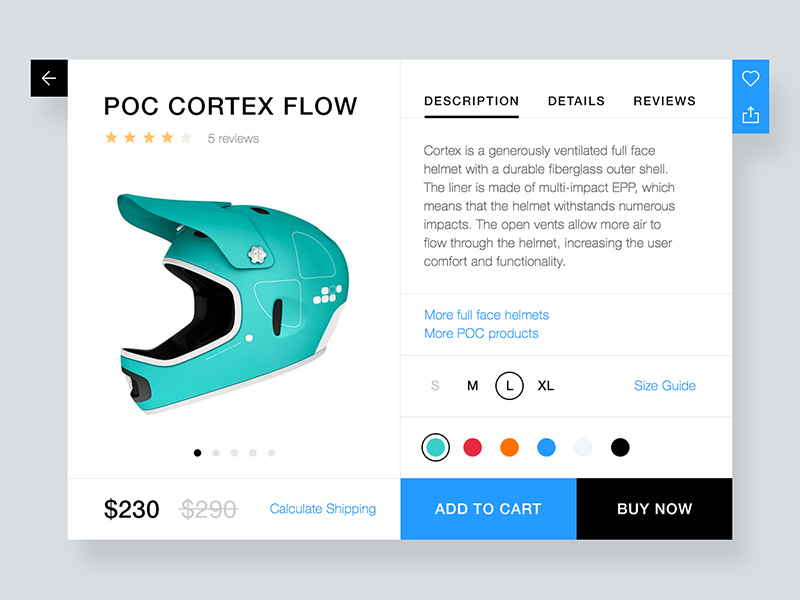 POC CORTEX FLOW
5 reviews
$230 $290 Calculate Shipping
DESCRIPTION DETAILS REVIEWS
Cortex is a generously ventilated full face
helmet with a durable fiberglass outer shell.
The liner is made of multi-impact EPP, which
means that the helmet withstands numerous
impacts. The open vents allow more air to
flow through the helmet, increasing the user
comfort and functionality.
More full face helmets
More POC products
S M L XL Size Guide
ADD TO CART BUY NOW